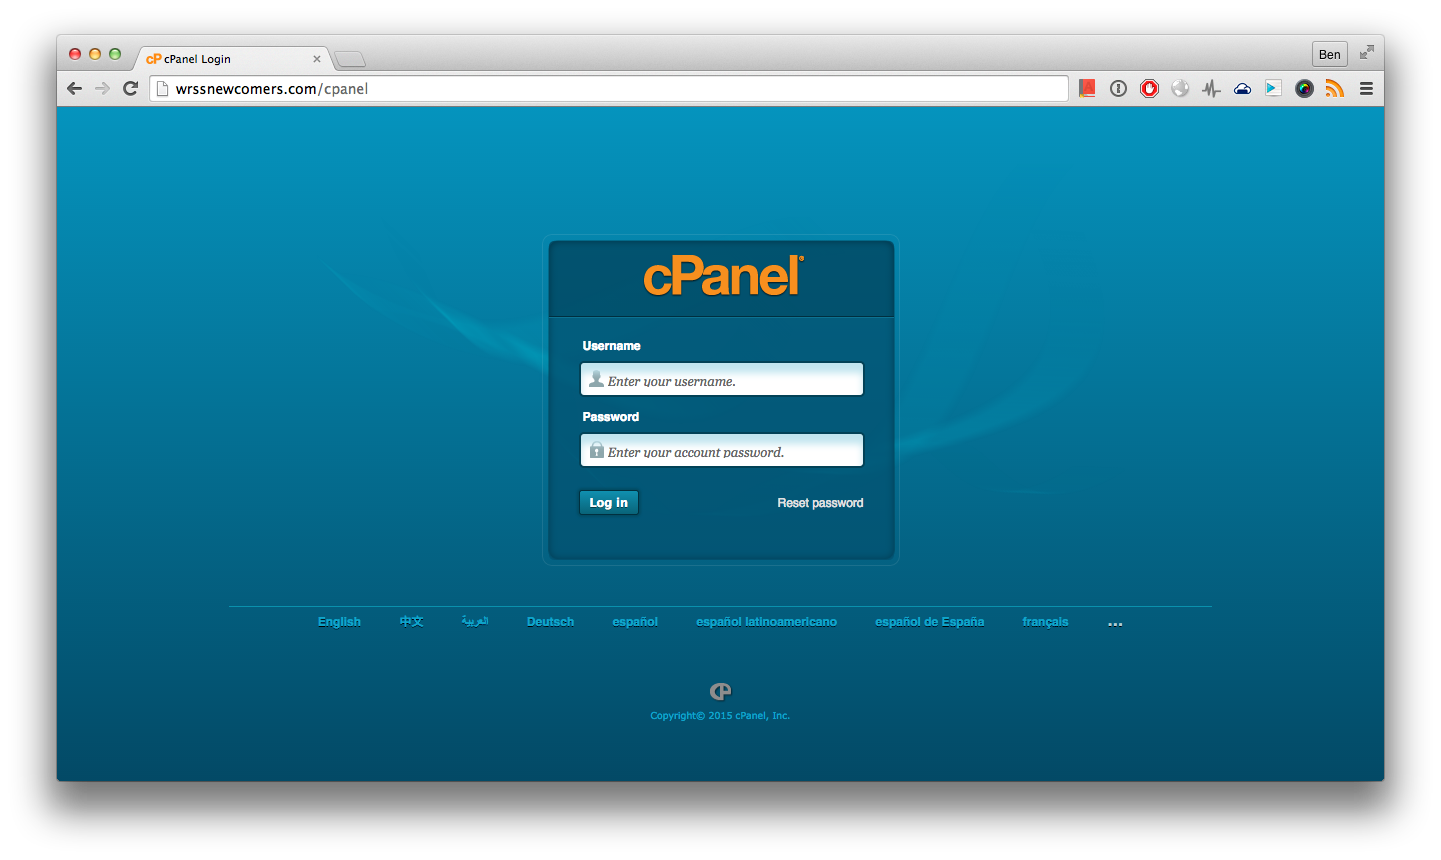 cP cPanel Login
Ben
wrssnewcomers.com/cpanel
cPanel®
Username
Enter your username.
Password
Enter your account password.
Log in Reset password
English 中文 العربية Deutsch español español latinoamericano español de España français ...
Copyright© 2015 cPanel, Inc.